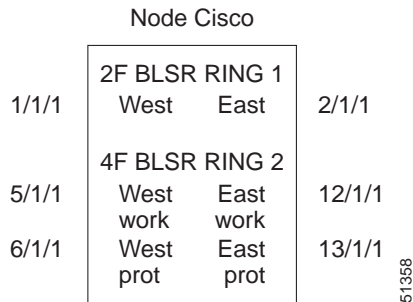 Node Cisco
2F BLSR RING 1
1/1/1 West East 2/1/1
4F BLSR RING 2
5/1/1 West East 12/1/1
work work
6/1/1 West East 13/1/1
prot prot
51358